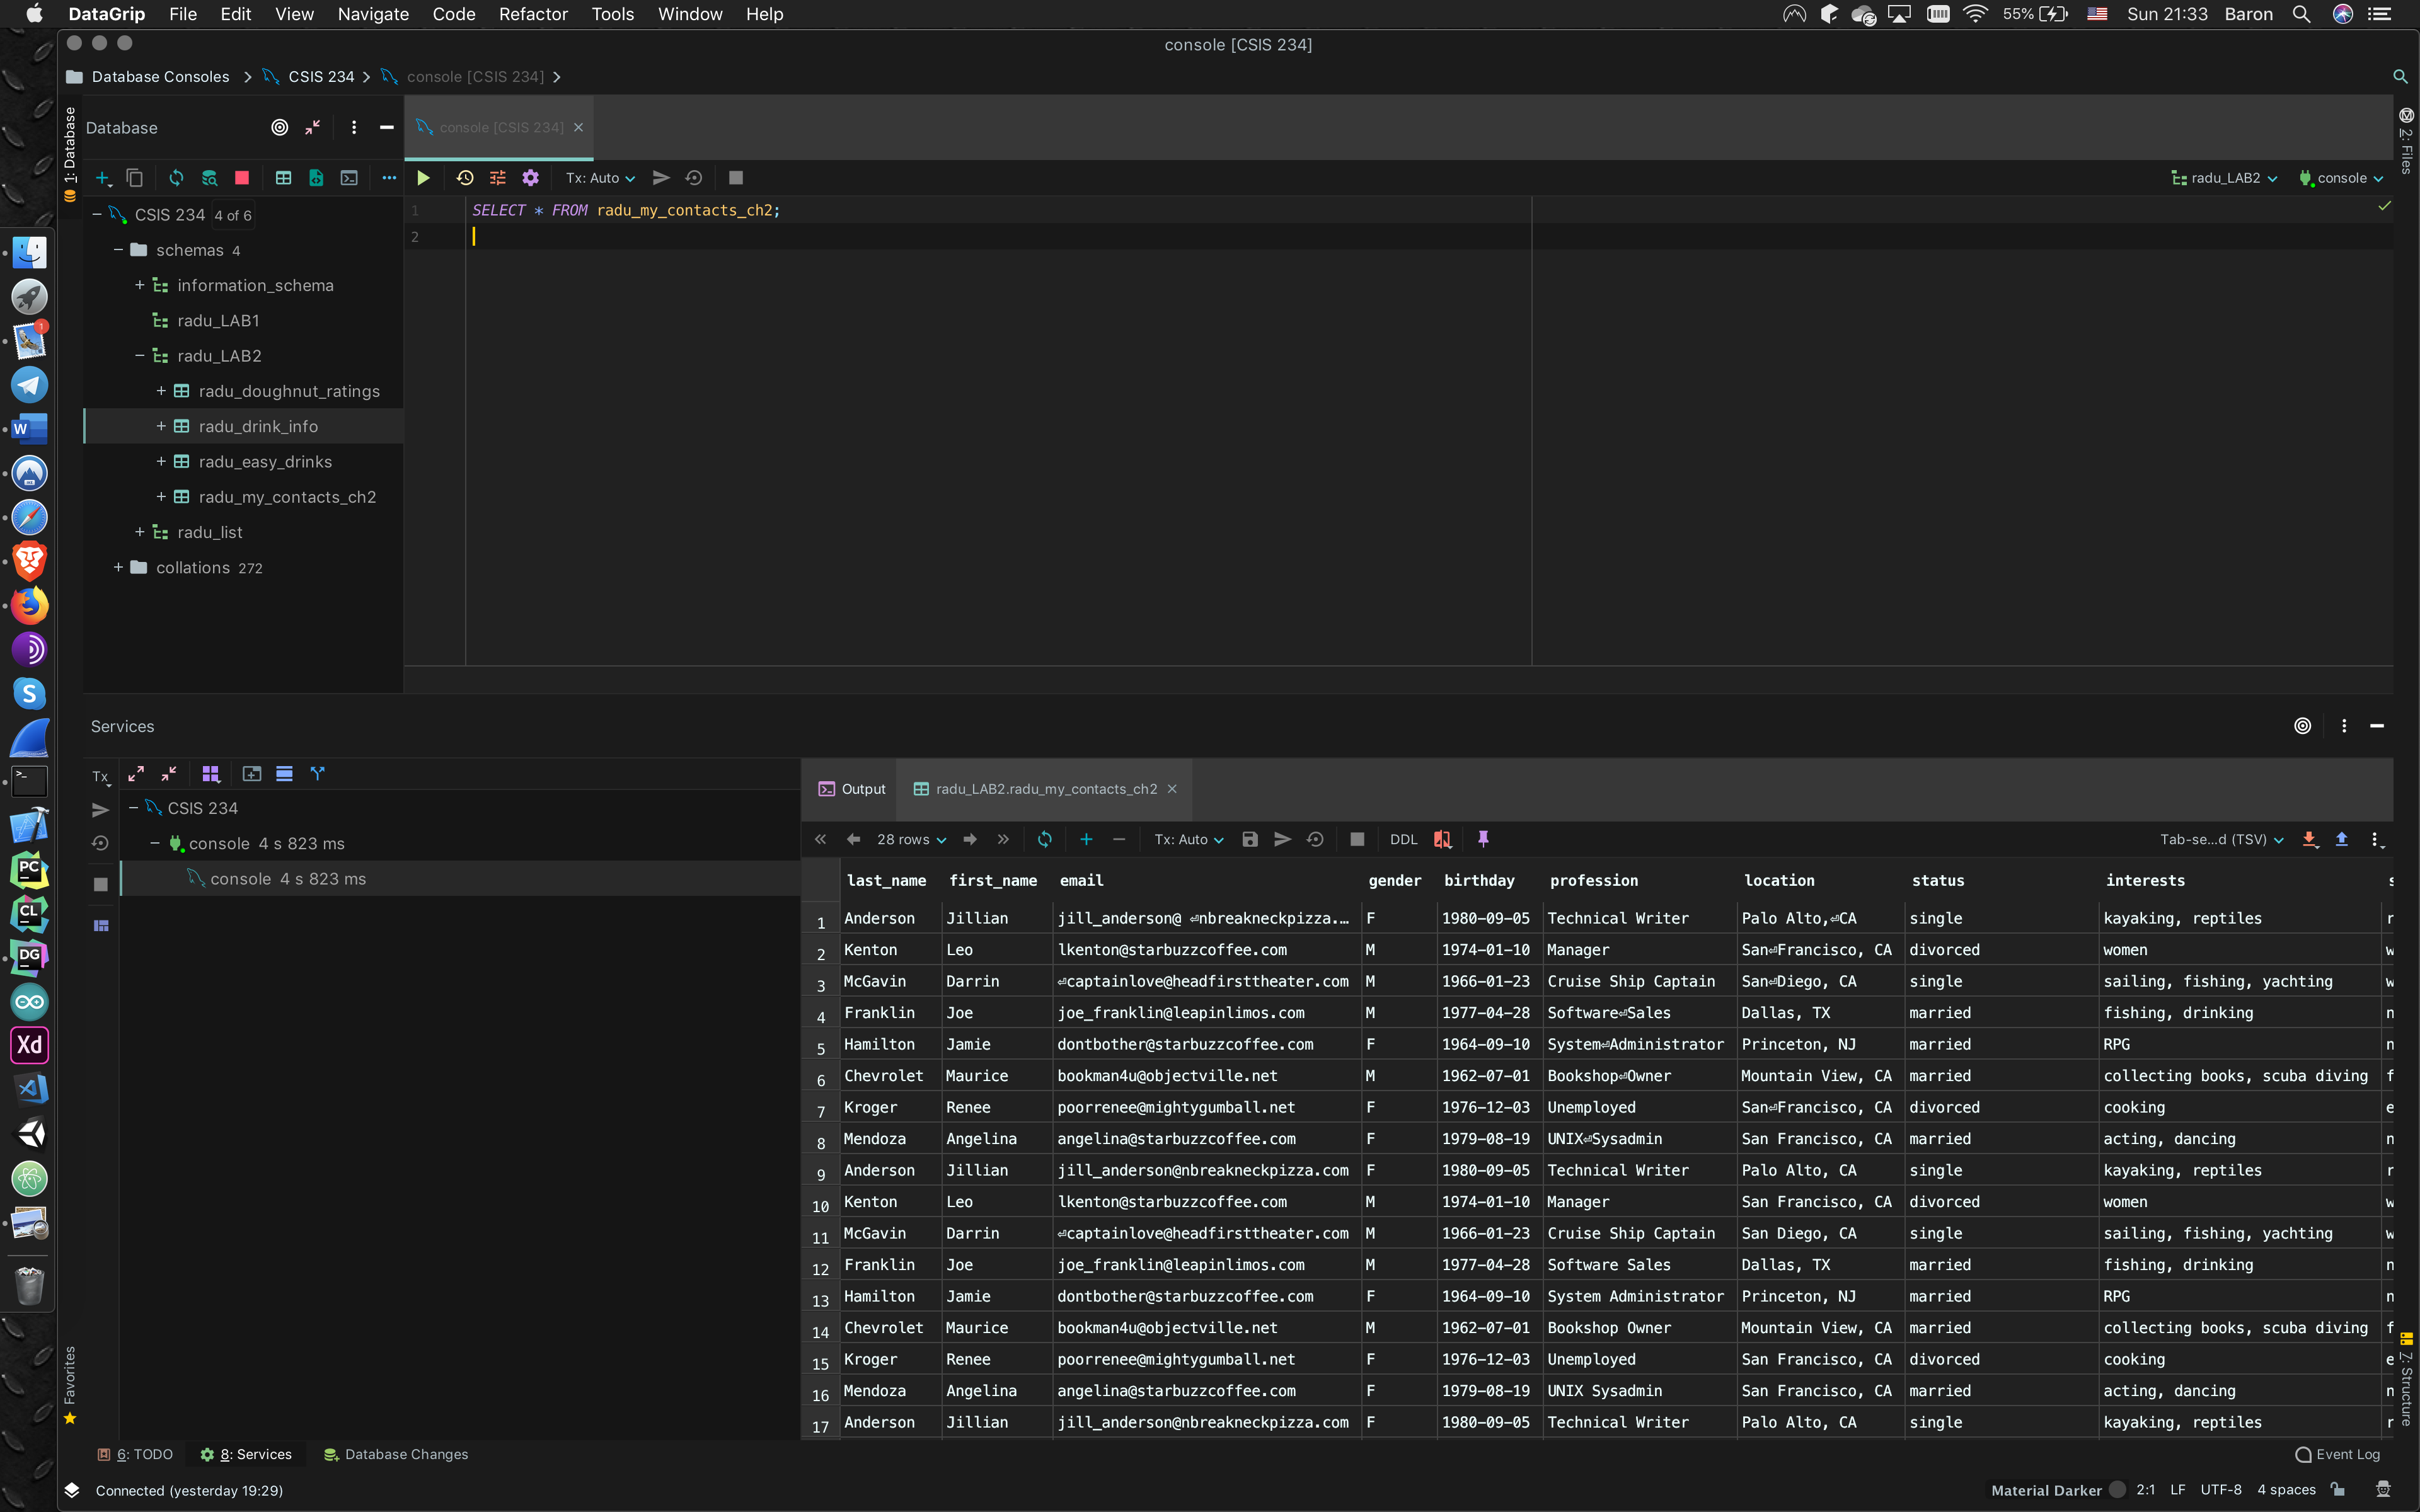 DataGrip File Edit View Navigate Code Refactor Tools Window Help 55% Sun 21:33 Baron
console [CSIS 234]
Database Consoles CSIS 234 console [CSIS 234]
1: Database
Database
console [CSIS 234]
2: Files
Tx: Auto radu_LAB2 console
CSIS 234 4 of 6
schemas 4
information_schema
radu_LAB1
radu_LAB2
radu_doughnut_ratings
radu_drink_info
radu_easy_drinks
radu_my_contacts_ch2
radu_list
collations 272
1 SELECT * FROM radu_my_contacts_ch2;
2
1
W
S
>_
PC
CL
DG
Xd
Services
Tx
CSIS 234
console 4 s 823 ms
console 4 s 823 ms
Output radu_LAB2.radu_my_contacts_ch2
28 rows Tx: Auto DDL Tab-se...d (TSV)
last_name first_name email gender birthday profession location status interests s
1 Anderson Jillian jill_anderson@ ⏎nbreakneckpizza.… F 1980-09-05 Technical Writer Palo Alto,⏎CA single kayaking, reptiles r
2 Kenton Leo lkenton@starbuzzcoffee.com M 1974-01-10 Manager San⏎Francisco, CA divorced women w
3 McGavin Darrin ⏎captainlove@headfirsttheater.com M 1966-01-23 Cruise Ship Captain San⏎Diego, CA single sailing, fishing, yachting w
4 Franklin Joe joe_franklin@leapinlimos.com M 1977-04-28 Software⏎Sales Dallas, TX married fishing, drinking n
5 Hamilton Jamie dontbother@starbuzzcoffee.com F 1964-09-10 System⏎Administrator Princeton, NJ married RPG n
6 Chevrolet Maurice bookman4u@objectville.net M 1962-07-01 Bookshop⏎Owner Mountain View, CA married collecting books, scuba diving f
7 Kroger Renee poorrenee@mightygumball.net F 1976-12-03 Unemployed San⏎Francisco, CA divorced cooking e
8 Mendoza Angelina angelina@starbuzzcoffee.com F 1979-08-19 UNIX⏎Sysadmin San Francisco, CA married acting, dancing n
9 Anderson Jillian jill_anderson@nbreakneckpizza.com F 1980-09-05 Technical Writer Palo Alto, CA single kayaking, reptiles r
10 Kenton Leo lkenton@starbuzzcoffee.com M 1974-01-10 Manager San Francisco, CA divorced women w
11 McGavin Darrin ⏎captainlove@headfirsttheater.com M 1966-01-23 Cruise Ship Captain San Diego, CA single sailing, fishing, yachting w
12 Franklin Joe joe_franklin@leapinlimos.com M 1977-04-28 Software Sales Dallas, TX married fishing, drinking n
13 Hamilton Jamie dontbother@starbuzzcoffee.com F 1964-09-10 System Administrator Princeton, NJ married RPG n
14 Chevrolet Maurice bookman4u@objectville.net M 1962-07-01 Bookshop Owner Mountain View, CA married collecting books, scuba diving f
15 Kroger Renee poorrenee@mightygumball.net F 1976-12-03 Unemployed San Francisco, CA divorced cooking e
16 Mendoza Angelina angelina@starbuzzcoffee.com F 1979-08-19 UNIX Sysadmin San Francisco, CA married acting, dancing n
17 Anderson Jillian jill_anderson@nbreakneckpizza.com F 1980-09-05 Technical Writer Palo Alto, CA single kayaking, reptiles r
Favorites
7: Structure
6: TODO 8: Services Database Changes Event Log
Connected (yesterday 19:29) Material Darker 2:1 LF UTF-8 4 spaces